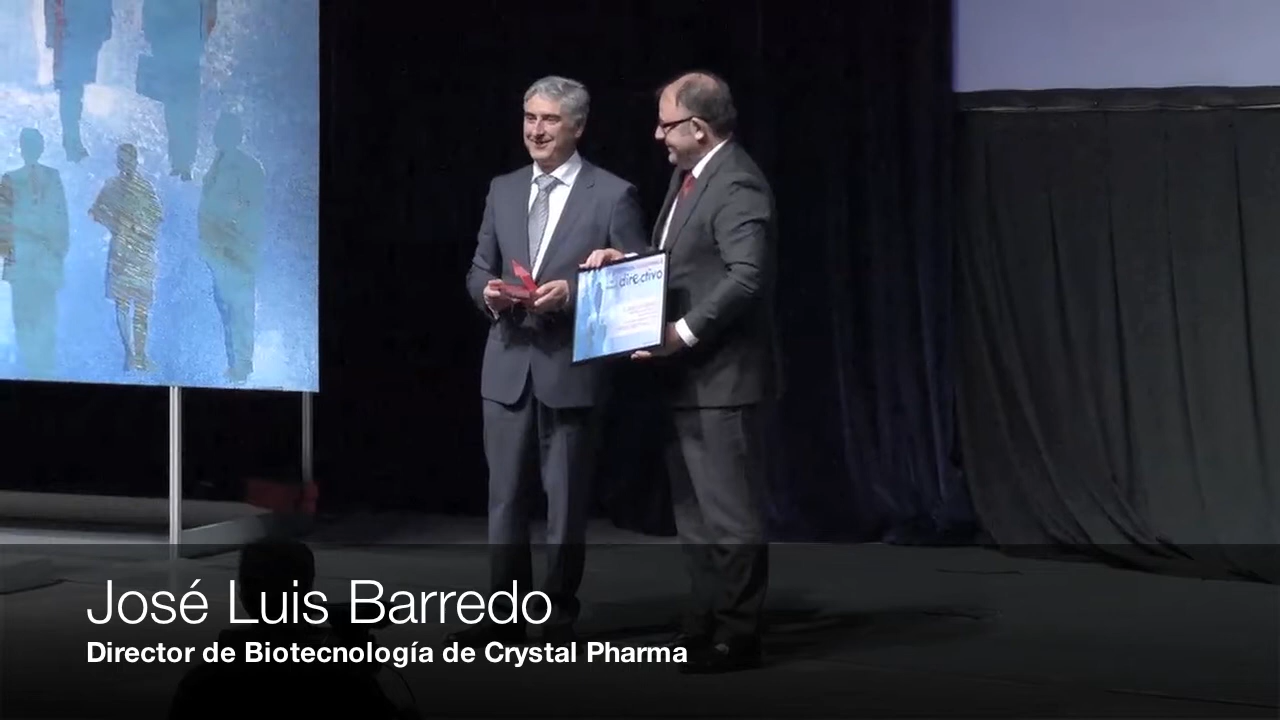 directivo
José Luis Barredo
Director de Biotecnología de Crystal Pharma